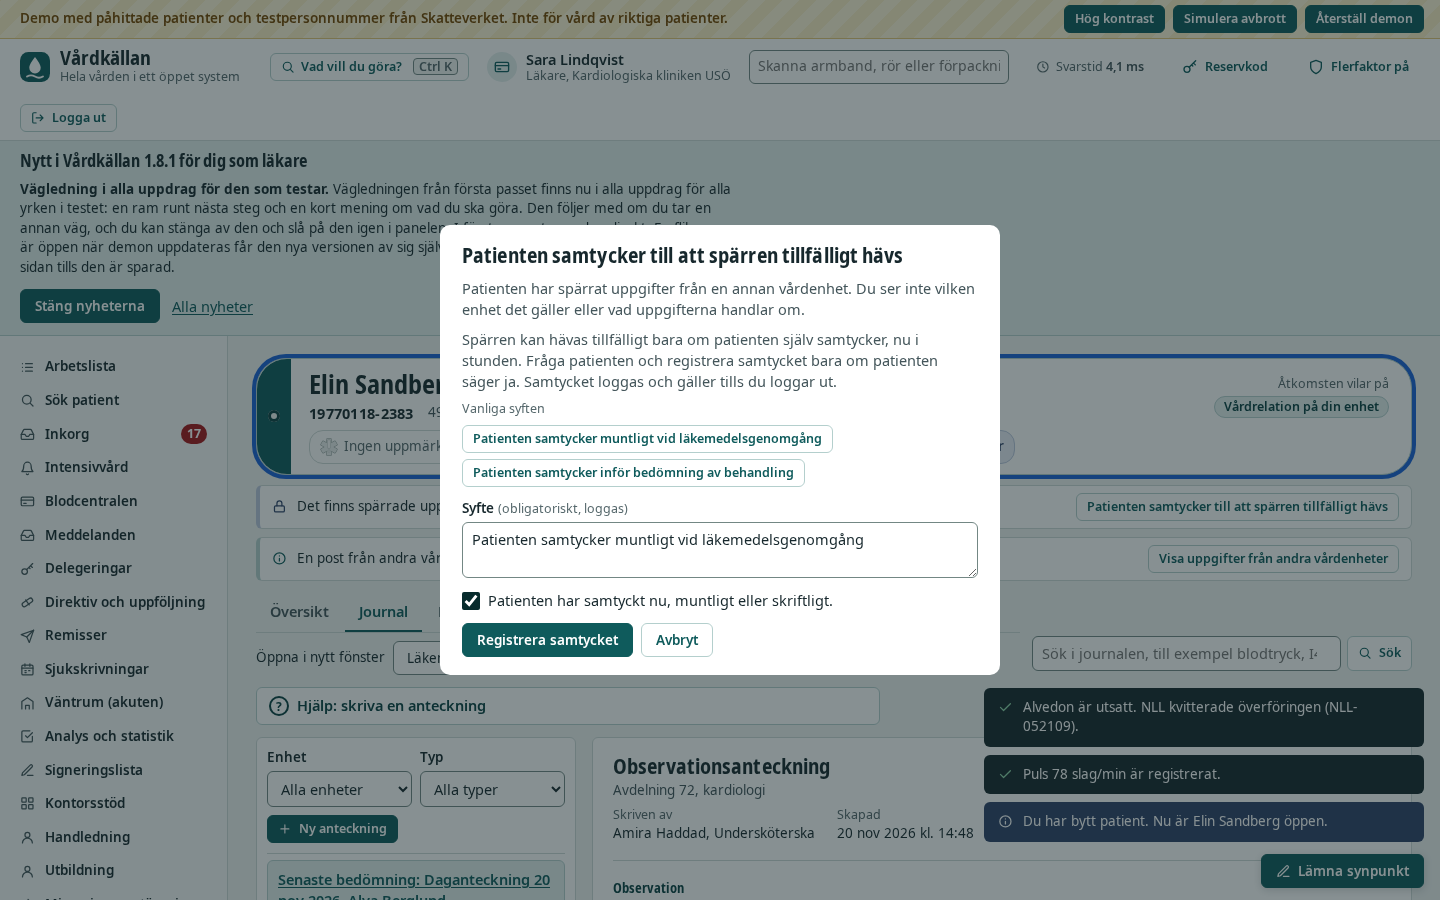 Demo med påhittade patienter och testpersonnummer från Skatteverket. Inte för vård av riktiga patienter.
Hög kontrast
Simulera avbrott
Återställ demon
Vårdkällan
Hela vården i ett öppet system
Vad vill du göra? Ctrl K
Sara Lindqvist
Läkare, Kardiologiska kliniken USÖ
Skanna armband, rör eller förpackni
Svarstid 4,1 ms
Reservkod
Flerfaktor på
Logga ut
Nytt i Vårdkällan 1.8.1 för dig som läkare
Vägledning i alla uppdrag för den som testar. Vägledningen från första passet finns nu i alla uppdrag för alla
yrken i testet: en ram runt nästa steg och en kort mening om vad du ska göra. Den följer med om du tar en
annan väg, och du kan stänga av den och slå på den igen i panelen.
är öppen när demon uppdateras får den nya versionen av sig själv
sidan tills den är sparad.
Stäng nyheterna
Alla nyheter
Arbetslista
Sök patient
Inkorg 17
Intensivvård
Blodcentralen
Meddelanden
Delegeringar
Direktiv och uppföljning
Remisser
Sjukskrivningar
Väntrum (akuten)
Analys och statistik
Signeringslista
Kontorsstöd
Handledning
Utbildning
Elin Sandber
19770118-2383 49
Ingen uppmärk
Åtkomsten vilar på
Vårdrelation på din enhet
Det finns spärrade upp
Patienten samtycker till att spärren tillfälligt hävs
En post från andra vår
Visa uppgifter från andra vårdenheter
Översikt
Journal
Öppna i nytt fönster
Läker
Sök i journalen, till exempel blodtryck, I
Sök
Hjälp: skriva en anteckning
Enhet
Typ
Alla enheter
Alla typer
Ny anteckning
Senaste bedömning: Daganteckning 20
nov 2026, Alva Berglund
Observationsanteckning
Avdelning 72, kardiologi
Skriven av
Amira Haddad, Undersköterska
Skapad
20 nov 2026 kl. 14:48
Observation
Patienten samtycker till att spärren tillfälligt hävs
Patienten har spärrat uppgifter från en annan vårdenhet. Du ser inte vilken
enhet det gäller eller vad uppgifterna handlar om.
Spärren kan hävas tillfälligt bara om patienten själv samtycker, nu i
stunden. Fråga patienten och registrera samtycket bara om patienten
säger ja. Samtycket loggas och gäller tills du loggar ut.
Vanliga syften
Patienten samtycker muntligt vid läkemedelsgenomgång
Patienten samtycker inför bedömning av behandling
Syfte (obligatoriskt, loggas)
Patienten samtycker muntligt vid läkemedelsgenomgång
Patienten har samtyckt nu, muntligt eller skriftligt.
Registrera samtycket
Avbryt
Alvedon är utsatt. NLL kvitterade överföringen (NLL-
052109).
Puls 78 slag/min är registrerat.
Du har bytt patient. Nu är Elin Sandberg öppen.
Lämna synpunkt